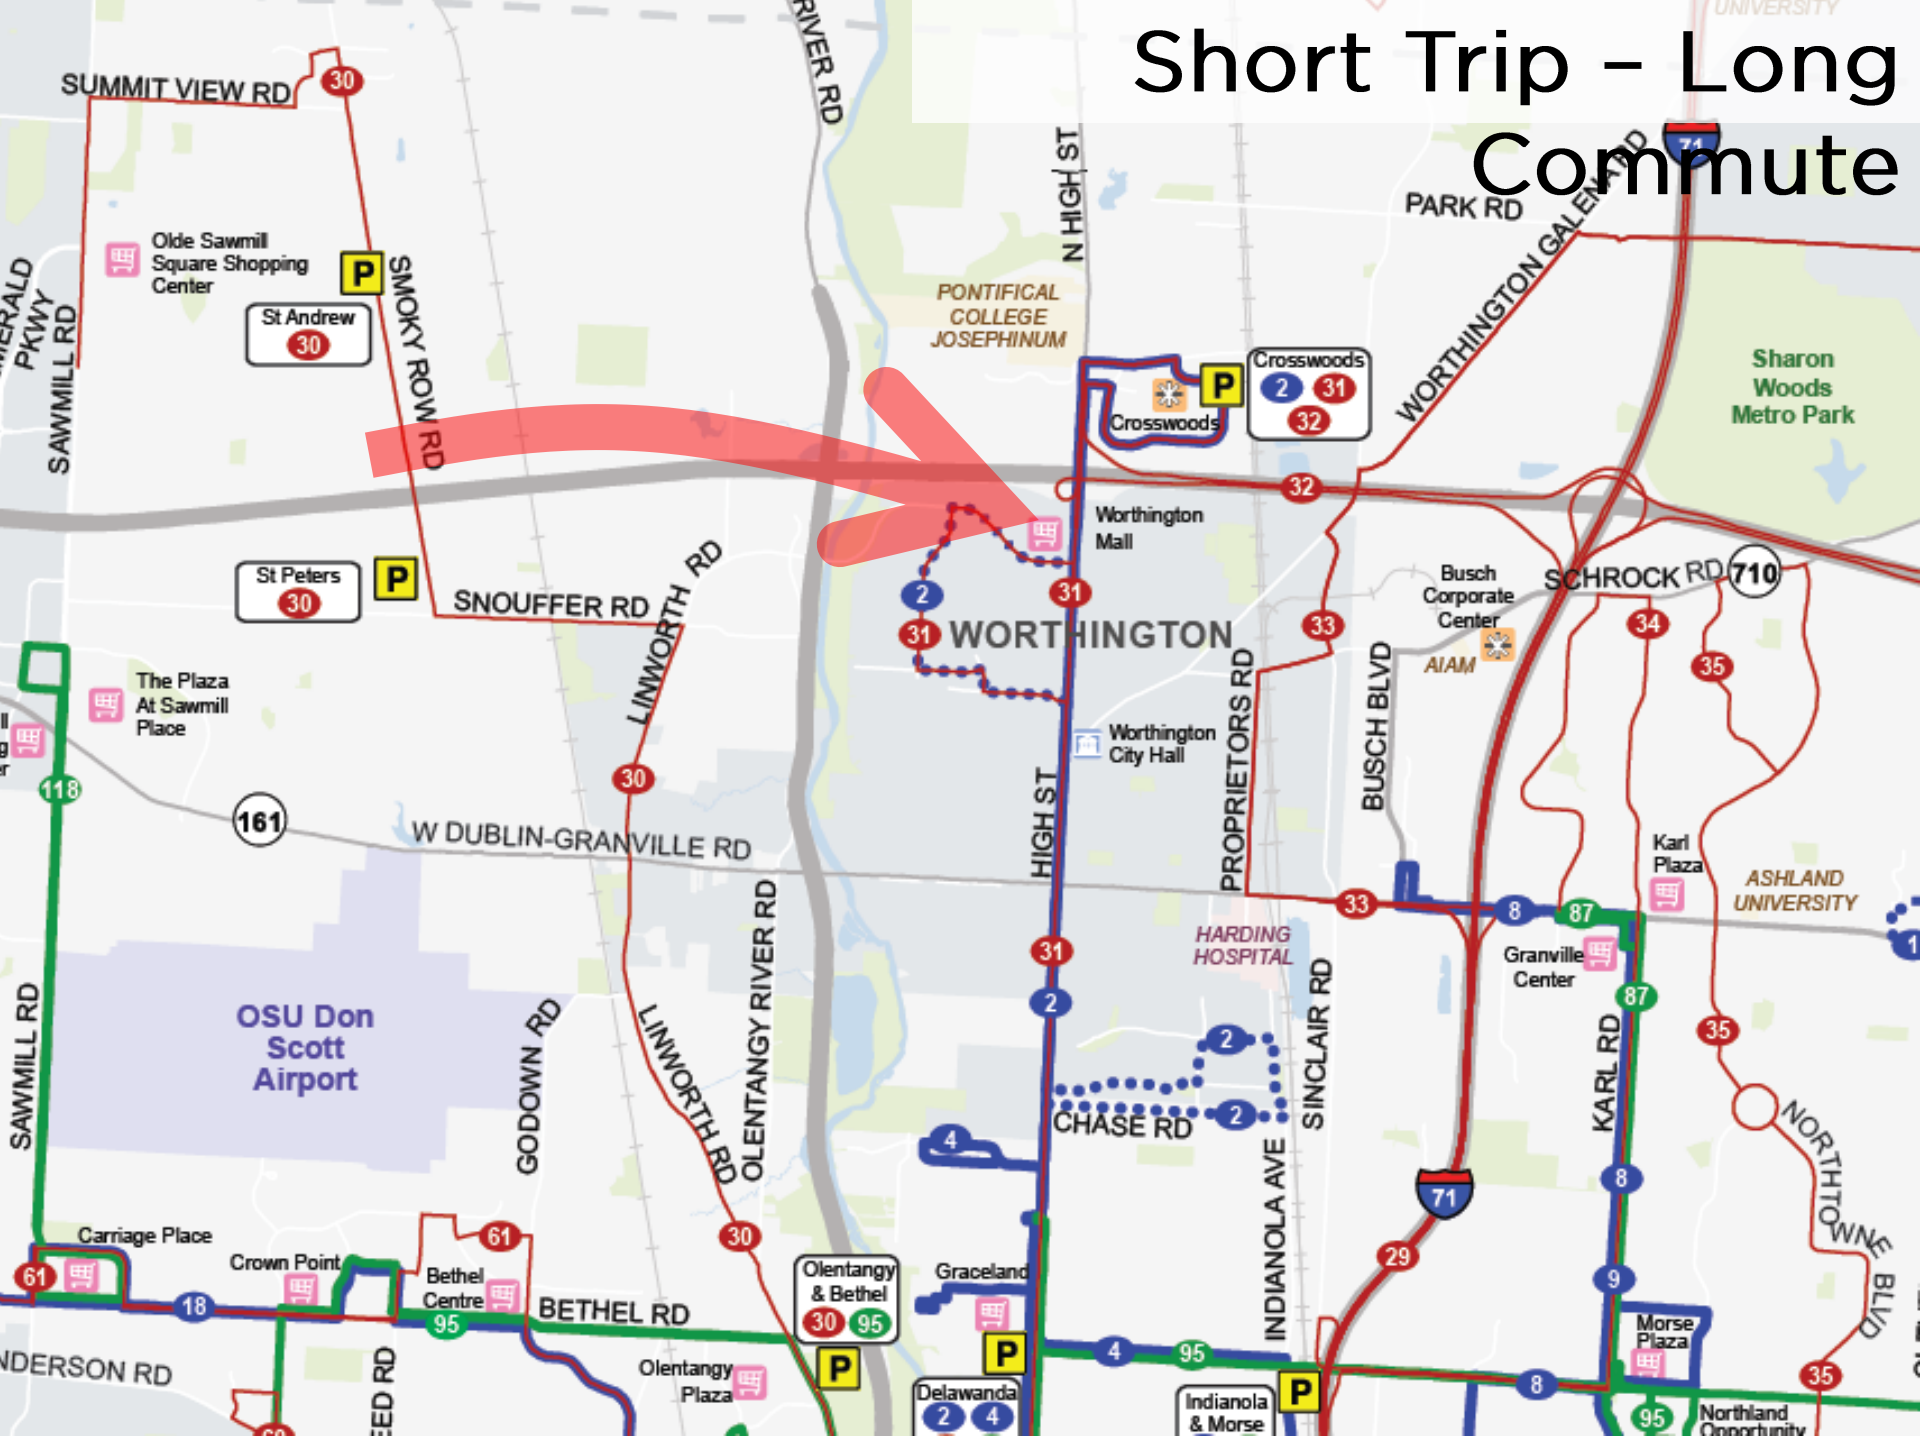 UNIVERSITY
Short Trip – Long
Commute
RIVER RD
SUMMIT VIEW RD
30
71
HIGH ST
N HIGH ST
PARK RD
WORTHINGTON GALENA RD
Olde Sawmill
Square Shopping
Center
P
SMOKY ROW RD
EMERALD
PKWY
SAWMILL RD
St Andrew
30
PONTIFICAL
COLLEGE
JOSEPHINUM
Crosswoods
2 31
32
P
Crosswoods
Sharon
Woods
Metro Park
32
Worthington
Mall
St Peters
30
P
SNOUFFER RD
LINWORTH RD
2
31
31
WORTHINGTON
33
Busch
Corporate
Center
AIAM
SCHROCK RD
710
34
35
The Plaza
At Sawmill
Place
118
161
30
W DUBLIN-GRANVILLE RD
Worthington
City Hall
HIGH ST
PROPRIETORS RD
BUSCH BLVD
Karl
Plaza
ASHLAND
UNIVERSITY
33
8
87
HARDING
HOSPITAL
Granville
Center
87
31
2
SAWMILL RD
OSU Don
Scott
Airport
GODOWN RD
LINWORTH RD
OLENTANGY RIVER RD
SINCLAIR RD
KARL RD
35
2
2
CHASE RD
4
INDIANOLA AVE
8
71
NORTHTOWNE BLVD
Carriage Place
61
Crown Point
61
Bethel
Centre
30
Olentangy
& Bethel
30 95
P
Graceland
29
9
18
95
BETHEL RD
Olentangy
Plaza
P
Delawanda
2 4
4
95
Indianola
& Morse
P
8
Morse
Plaza
35
95
Northland
Opportunity